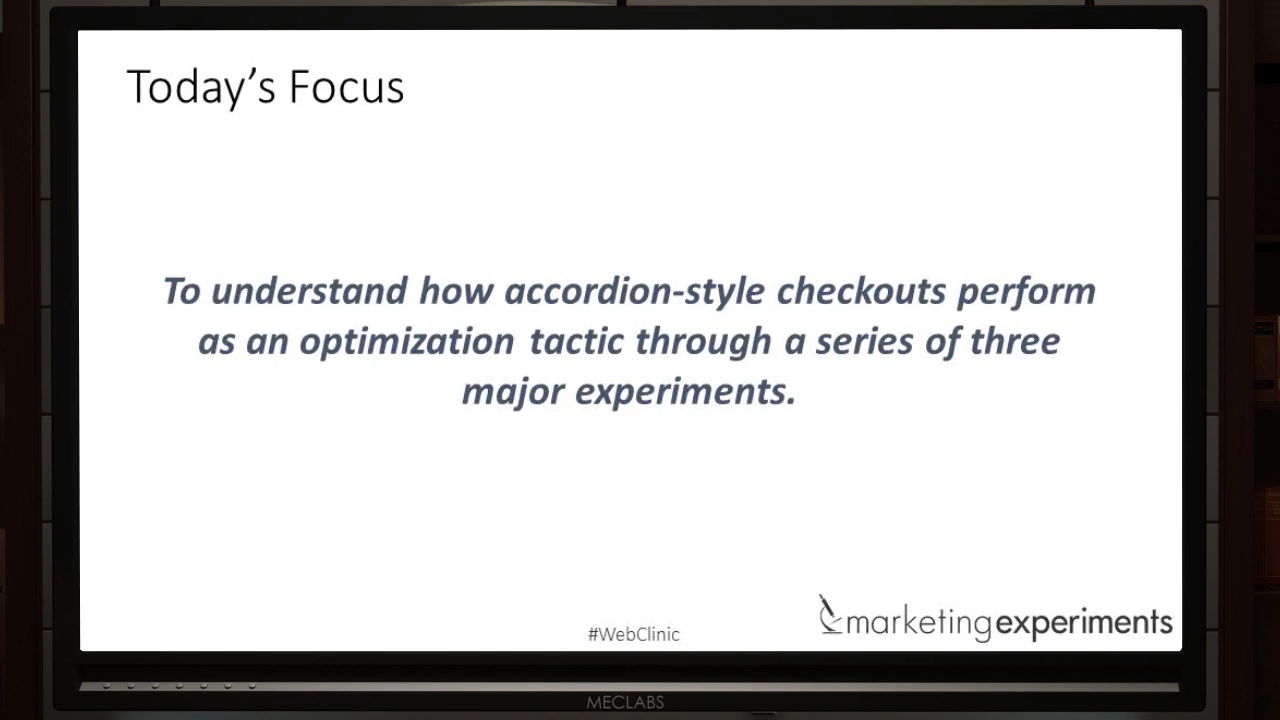 Today's Focus
To understand how accordion-style checkouts perform
as an optimization tactic through a series of three
major experiments.
#WebClinic
marketingexperiments
MECLABS